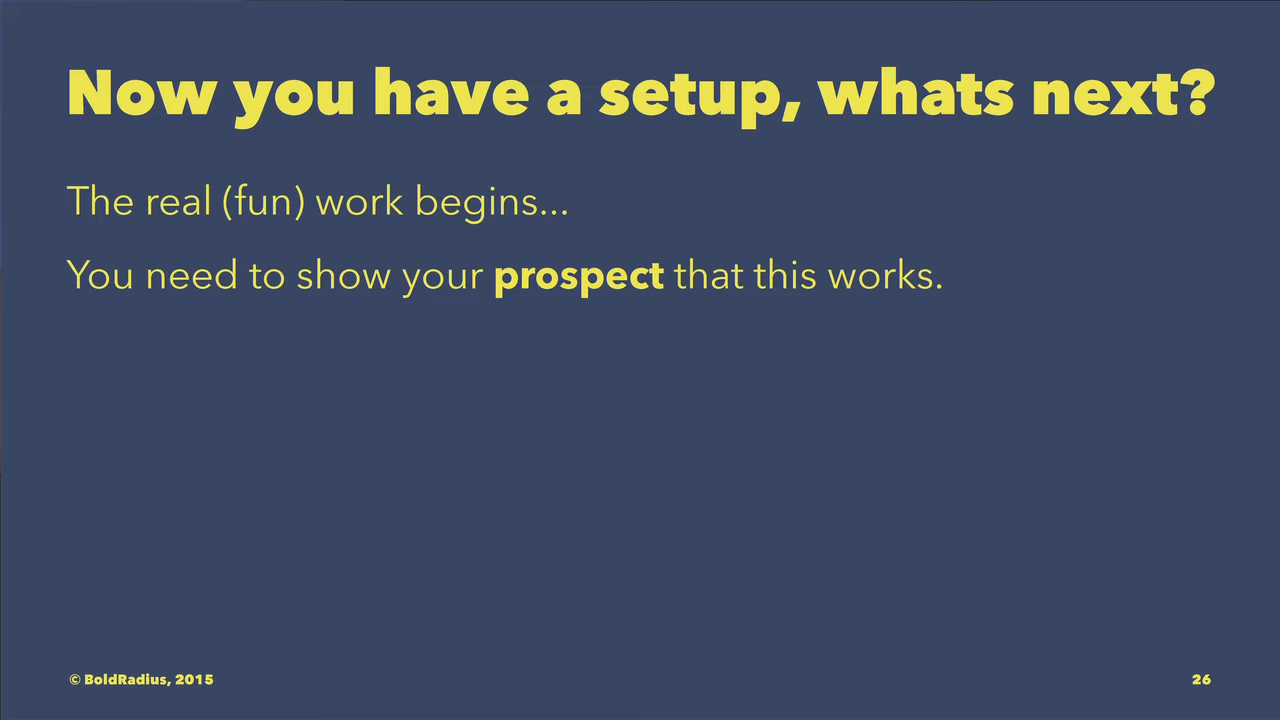 Now you have a setup, whats next?
The real (fun) work begins...
You need to show your prospect that this works.
© BoldRadius, 2015
26